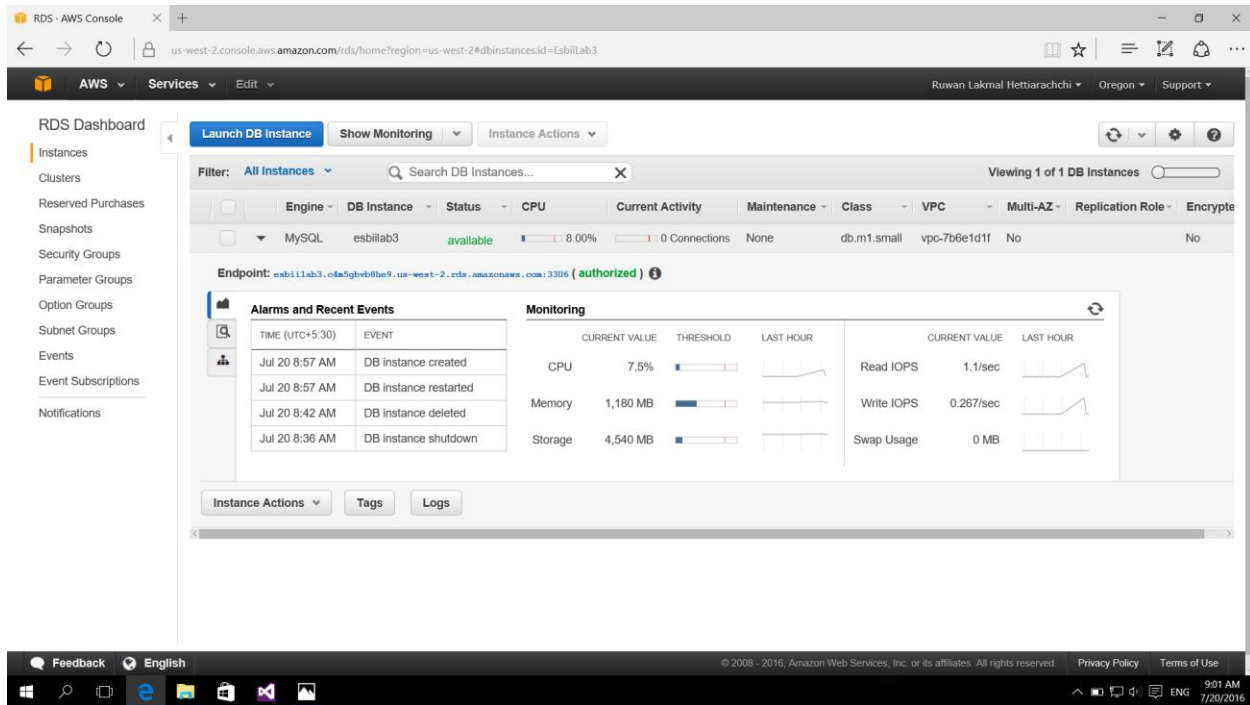 RDS · AWS Console
us-west-2.console.aws.amazon.com/rds/home?region=us-west-2#dbinstances:id=EsbiiLab3
AWS Services Edit Ruwan Lakmal Hettiarachchi Oregon Support
RDS Dashboard
Instances
Clusters
Reserved Purchases
Snapshots
Security Groups
Parameter Groups
Option Groups
Subnet Groups
Events
Event Subscriptions
Notifications
Launch DB Instance Show Monitoring Instance Actions
Filter: All Instances Search DB Instances... X Viewing 1 of 1 DB Instances
Engine DB Instance Status CPU Current Activity Maintenance Class VPC Multi-AZ Replication Role Encrypte
MySQL esbiilab3 available 8.00% 0 Connections None db.m1.small vpc-7b6e1d1f No No
Endpoint: esbiilab3.c4m5gbvb8he9.us-west-2.rds.amazonaws.com:3306 ( authorized )
Alarms and Recent Events
TIME (UTC+5:30) EVENT
Jul 20 8:57 AM DB instance created
Jul 20 8:57 AM DB instance restarted
Jul 20 8:42 AM DB instance deleted
Jul 20 8:36 AM DB instance shutdown
Monitoring
CURRENT VALUE THRESHOLD LAST HOUR
CPU 7.5%
Memory 1,180 MB
Storage 4,540 MB
CURRENT VALUE LAST HOUR
Read IOPS 1.1/sec
Write IOPS 0.267/sec
Swap Usage 0 MB
Instance Actions Tags Logs
Feedback English © 2008 - 2016, Amazon Web Services, Inc. or its affiliates. All rights reserved. Privacy Policy Terms of Use
ENG 9:01 AM
7/20/2016